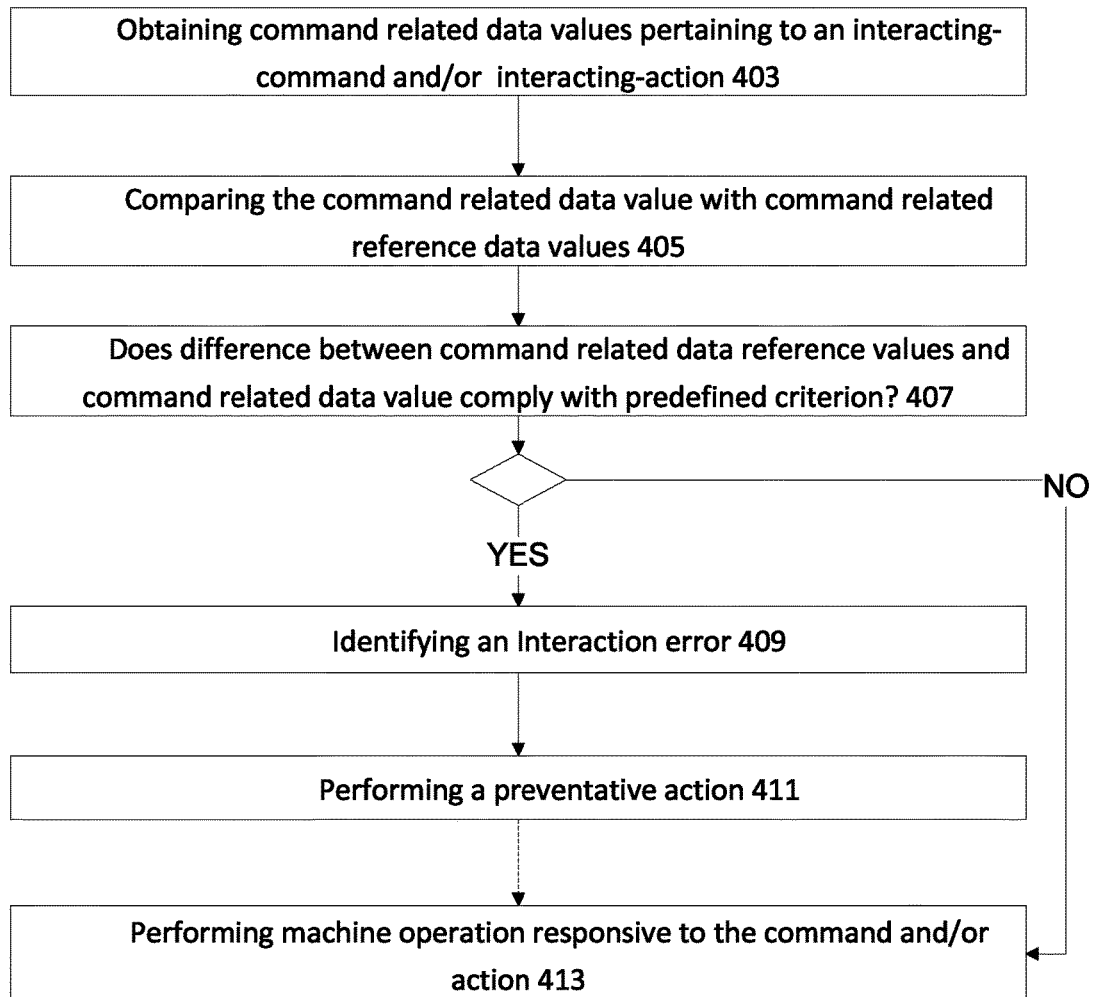 Obtaining command related data values pertaining to an interacting-
command and/or interacting-action 403
Comparing the command related data value with command related
reference data values 405
Does difference between command related data reference values and
command related data value comply with predefined criterion? 407
NO
YES
Identifying an Interaction error 409
Performing a preventative action 411
Performing machine operation responsive to the command and/or
action 413